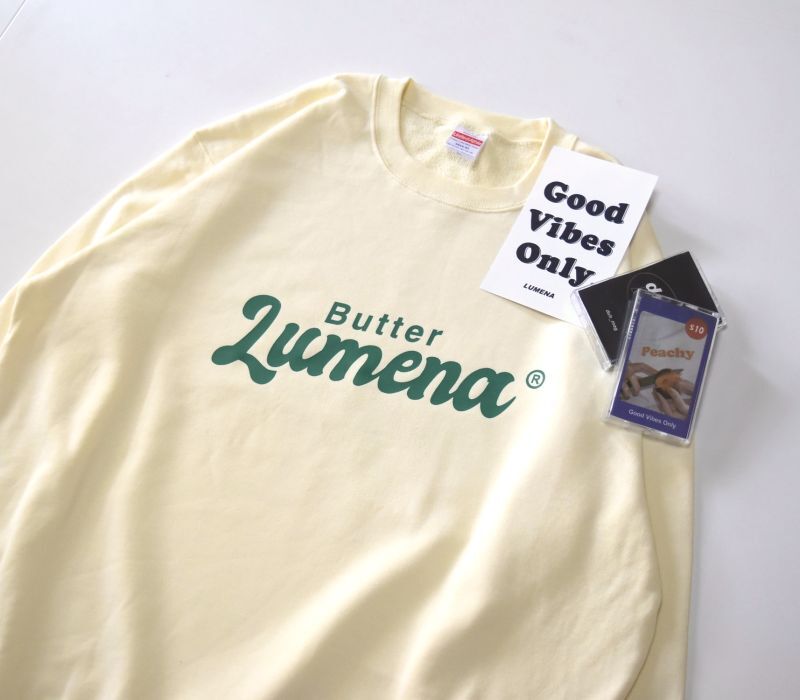 Butter
Lumena ®
Good
Vibes
Only
LUMENA
$10
Peachy
Good Vibes Only